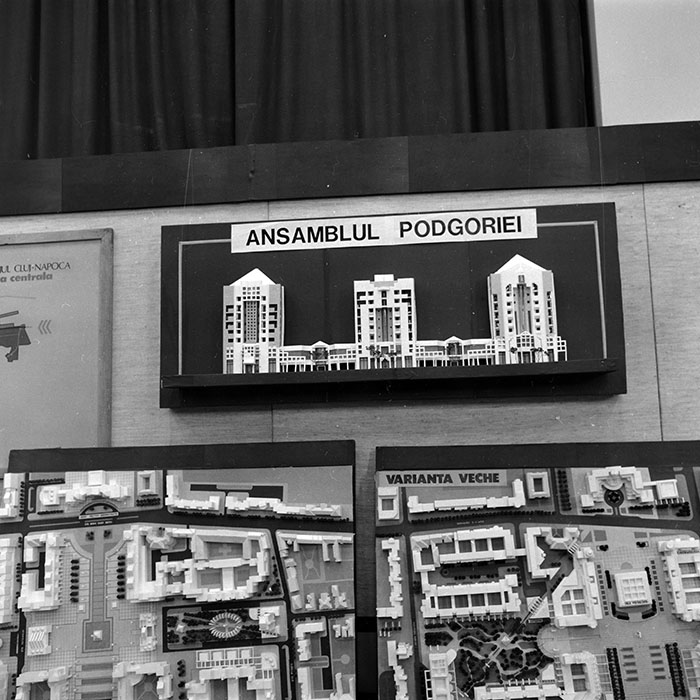 ANSAMBLUL PODGORIEI
UL CLUJ-NAPOCA
a centrala
VARIANTA VECHE